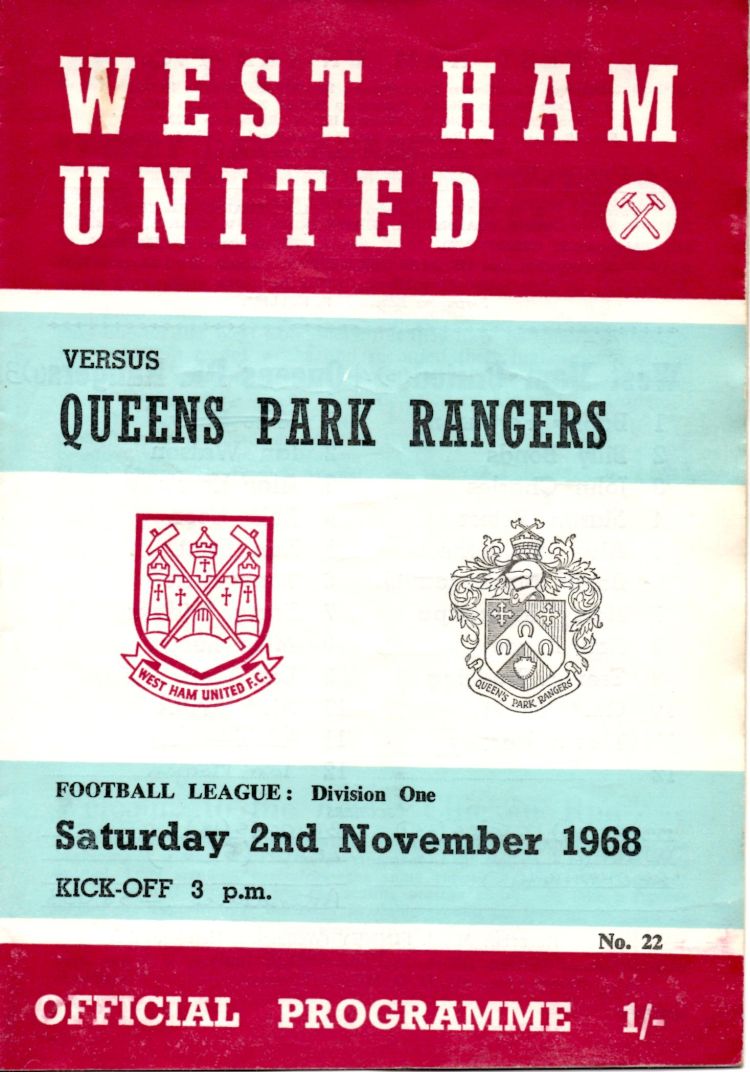 WEST HAM
UNITED
VERSUS
QUEENS PARK RANGERS
WEST HAM UNITED F.C.
QUEEN'S PARK RANGERS
FOOTBALL LEAGUE: Division One
Saturday 2nd November 1968
KICK-OFF 3 p.m.
No. 22
OFFICIAL PROGRAMME 1/-